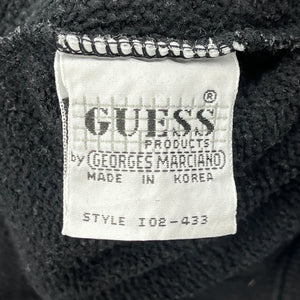 GUESS®
PRODUCTS
by GEORGES MARCIANO
MADE IN KOREA
STYLE I02-433